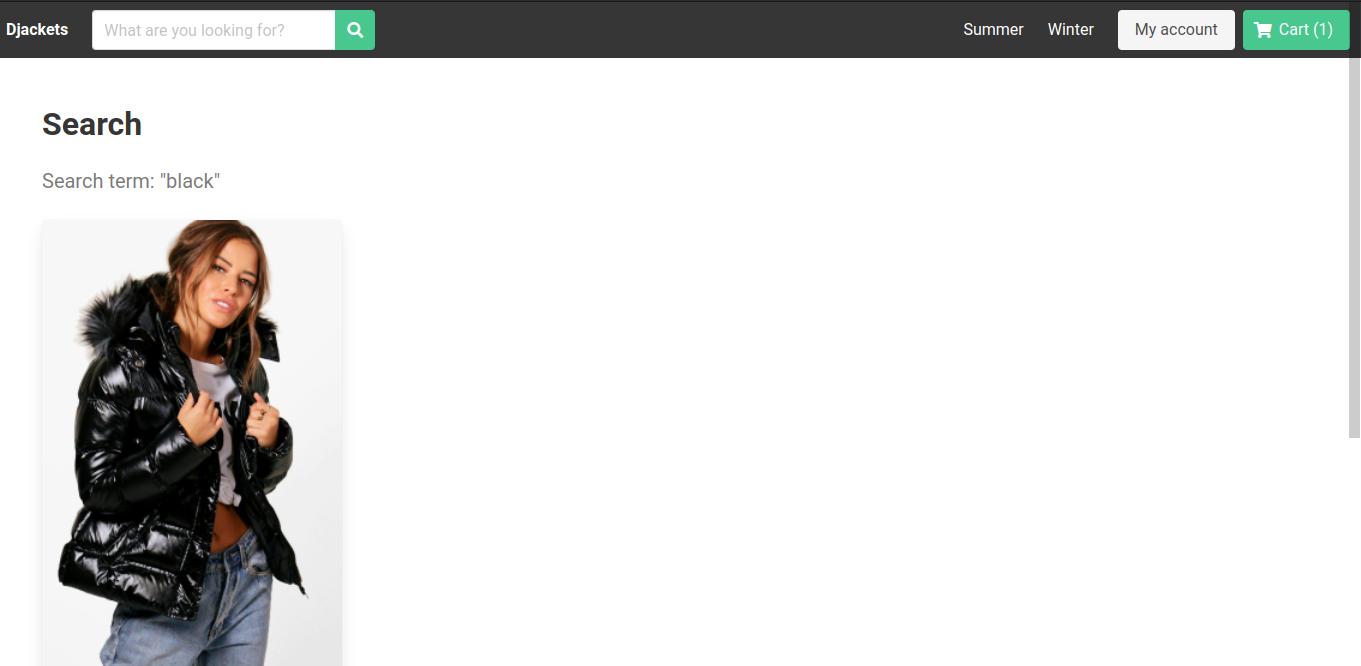 Djackets
What are you looking for?
Summer
Winter
My account
Cart (1)
Search
Search term: "black"